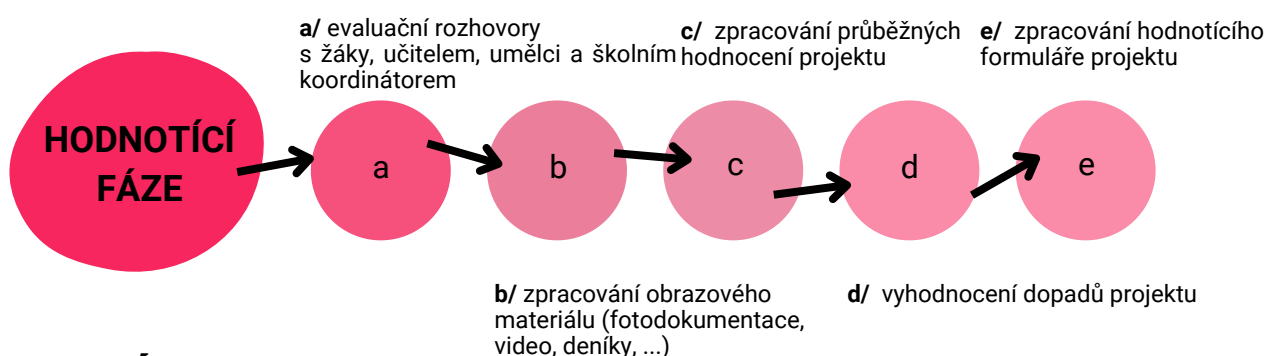 a/ evaluační rozhovory
s žáky, učitelem, umělci a školním
koordinátorem
c/ zpracování průběžných
hodnocení projektu
e/ zpracování hodnotícího
formuláře projektu
HODNOTÍCÍ
FÁZE
a
b
c
d
e
b/ zpracování obrazového
materiálu (fotodokumentace,
video, deníky, ...)
d/ vyhodnocení dopadů projektu